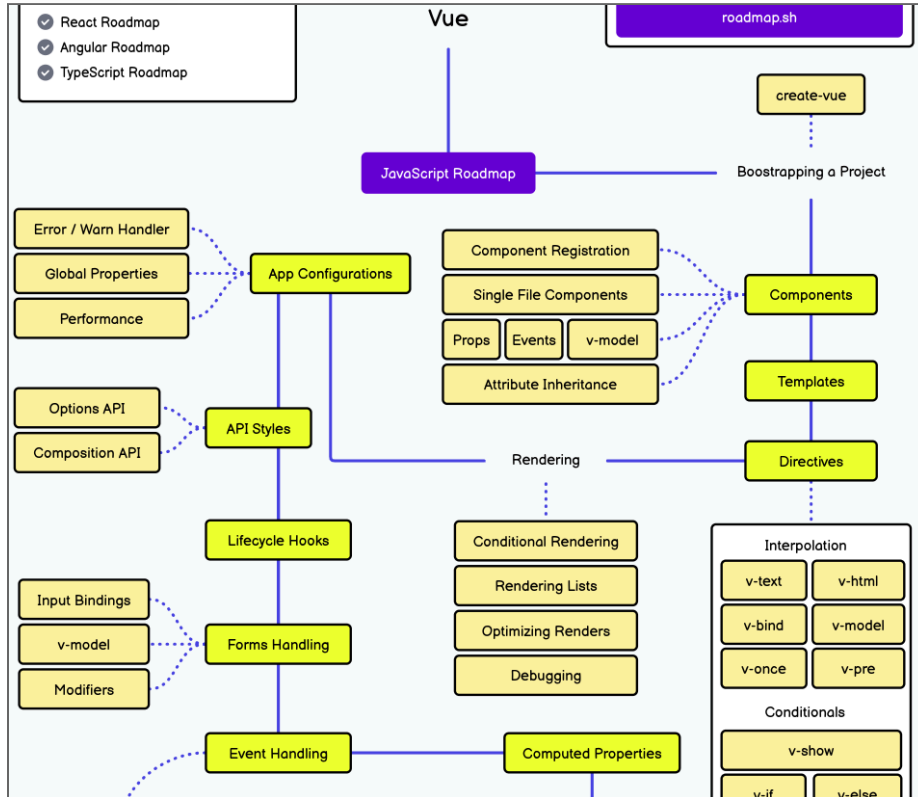 React Roadmap
Angular Roadmap
TypeScript Roadmap
Vue
roadmap.sh
create-vue
JavaScript Roadmap
Boostrapping a Project
Error / Warn Handler
Global Properties
Performance
App Configurations
Component Registration
Single File Components
Props
Events
v-model
Attribute Inheritance
Components
Templates
Options API
Composition API
API Styles
Rendering
Directives
Lifecycle Hooks
Conditional Rendering
Rendering Lists
Optimizing Renders
Debugging
Interpolation
v-text
v-html
v-bind
v-model
v-once
v-pre
Input Bindings
v-model
Modifiers
Forms Handling
Conditionals
v-show
v-if
v-else
Event Handling
Computed Properties